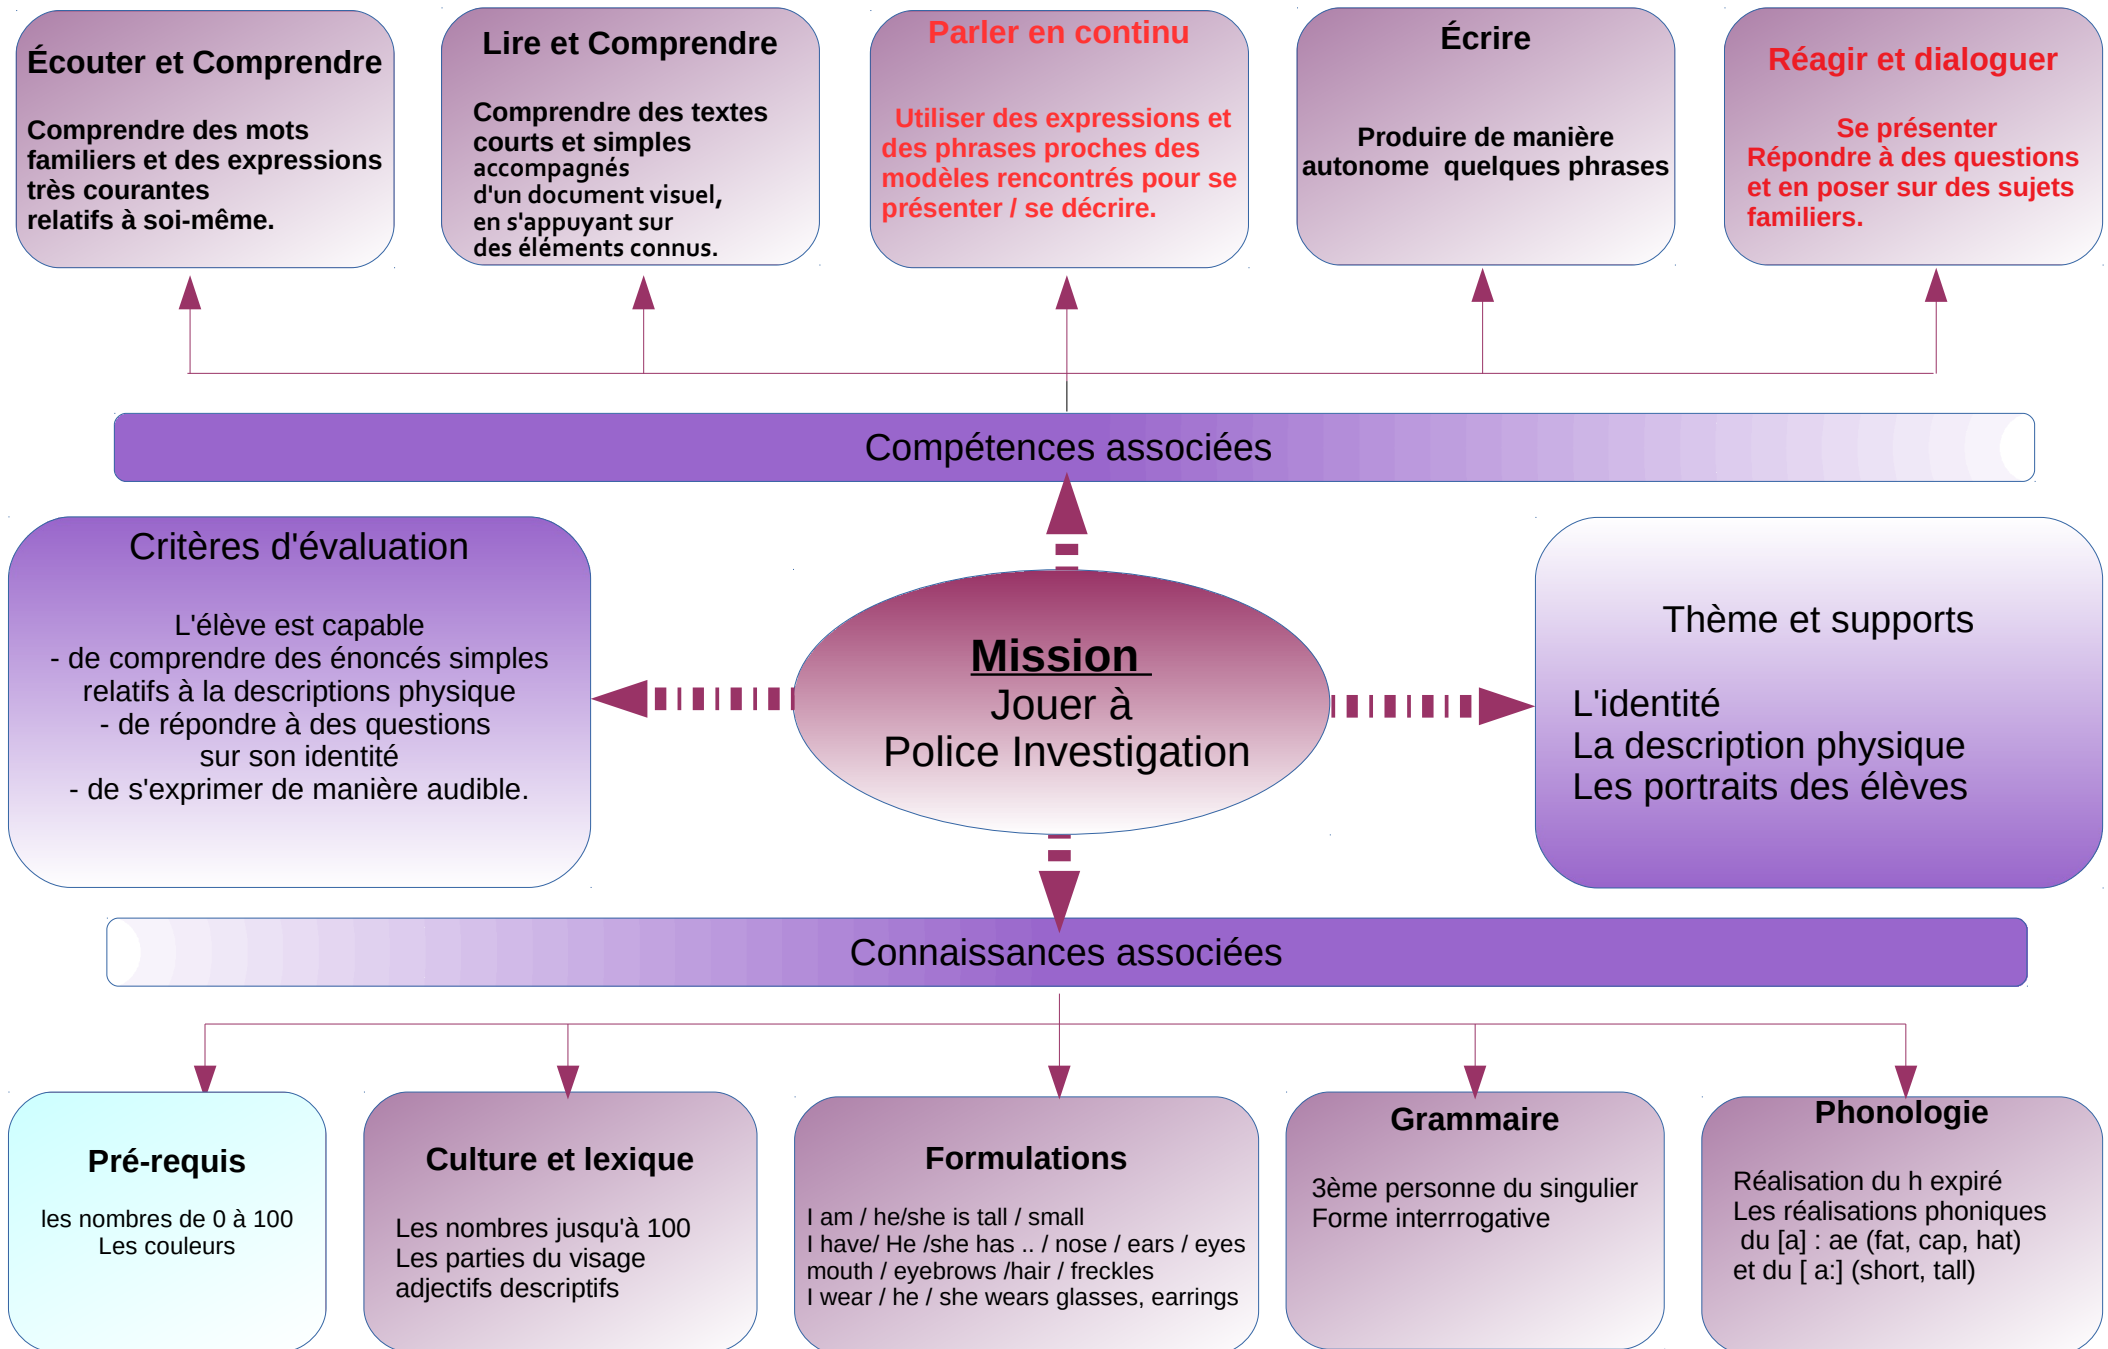 Écouter et Comprendre
Comprendre des mots
familiers et des expressions
très courantes
relatifs à soi-même.
Lire et Comprendre
Comprendre des textes
courts et simples
accompagnés
d'un document visuel,
en s'appuyant sur
des éléments connus.
Parler en continu
Utiliser des expressions et
des phrases proches des
modèles rencontrés pour se
présenter / se décrire.
Écrire
Produire de manière
autonome  quelques phrases
Réagir et dialoguer
Se présenter
Répondre à des questions
et en poser sur des sujets
familiers.
Compétences associées
Critères d'évaluation
L'élève est capable
- de comprendre des énoncés simples
relatifs à la descriptions physique
- de répondre à des questions
sur son identité
- de s'exprimer de manière audible.
Mission
Jouer à
Police Investigation
Thème et supports
L'identité
La description physique
Les portraits des élèves
Connaissances associées
Pré-requis
les nombres de 0 à 100
Les couleurs
Culture et lexique
Les nombres jusqu'à 100
Les parties du visage
adjectifs descriptifs
Formulations
I am / he/she is tall / small
I have/ He /she has .. / nose / ears / eyes
mouth / eyebrows /hair / freckles
I wear / he / she wears glasses, earrings
Grammaire
3ème personne du singulier
Forme interrrogative
Phonologie
Réalisation du h expiré
Les réalisations phoniques
du [a] : ae (fat, cap, hat)
et du [ a:] (short, tall)